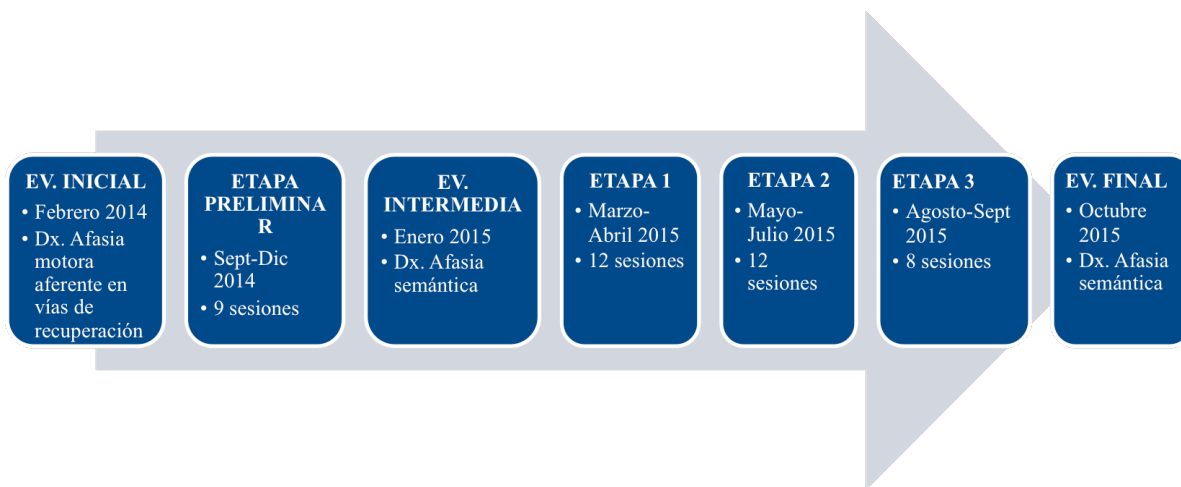 EV. INICIAL
• Febrero 2014
• Dx. Afasia
motora
aferente en
vías de
recuperación
ETAPA
PRELIMINA
R
• Sept-Dic
2014
• 9 sesiones
EV.
INTERMEDIA
• Enero 2015
• Dx. Afasia
semántica
ETAPA 1
• Marzo-
Abril 2015
• 12 sesiones
ETAPA 2
• Mayo-
Julio 2015
• 12
sesiones
ETAPA 3
• Agosto-Sept
2015
• 8 sesiones
EV. FINAL
• Octubre
2015
• Dx. Afasia
semántica